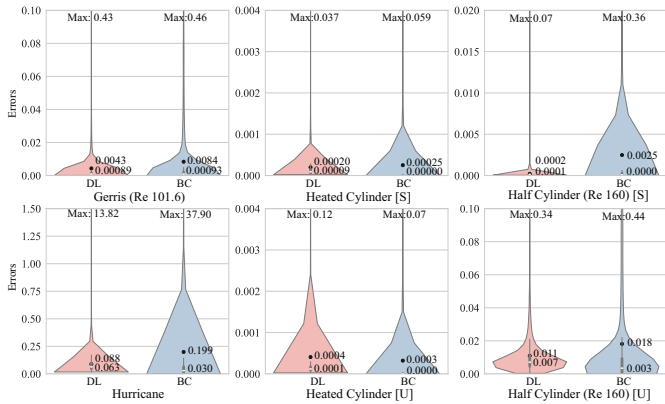 0.10 Max: 0.43 Max: 0.46
0.08
0.06
0.04
0.02
0.00
Errors
0.0043
0.00089
0.0084
0.00093
DL BC
Gerris (Re 101.6)
0.004 Max:0.037 Max:0.059
0.003
0.002
0.001
0.000
0.00020
0.00009
0.00025
0.00000
DL BC
Heated Cylinder [S]
0.020 Max:0.07 Max:0.36
0.015
0.010
0.005
0.000
0.0002
0.0001
0.0025
0.0000
DL BC
Half Cylinder (Re 160) [S]
1.50 Max: 13.82 Max: 37.90
1.25
1.00
0.75
0.50
0.25
0.00
Errors
0.088
0.063
0.199
0.030
DL BC
Hurricane
0.004 Max: 0.12 Max: 0.07
0.003
0.002
0.001
0.000
0.0004
0.0001
0.0003
0.0000
DL BC
Heated Cylinder [U]
0.10 Max:0.34 Max:0.44
0.08
0.06
0.04
0.02
0.00
0.011
0.007
0.018
0.003
DL BC
Half Cylinder (Re 160) [U]